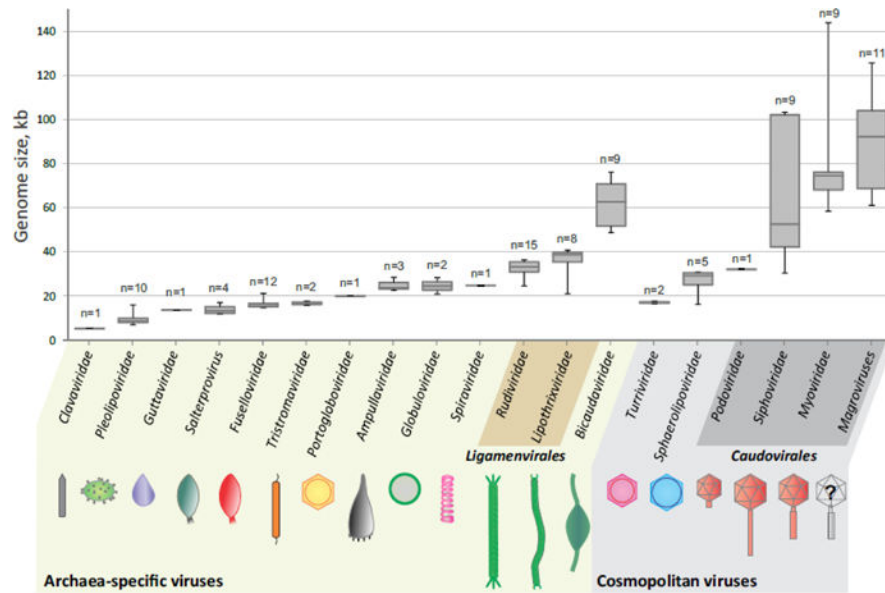 Genome size, kb
140
120
100
80
60
40
20
0
n=1
n=10
n=1
n=4
n=12
n=2
n=1
n=3
n=2
n=1
n=15
n=8
n=9
n=2
n=5
n=1
n=9
n=9
n=11
Clavaviridae
Pleolipoviridae
Guttaviridae
Salterprovirus
Fuselloviridae
Tristromaviridae
Portogloboviridae
Ampullaviridae
Globuloviridae
Spiraviridae
Rudiviridae
Lipothrixviridae
Bicaudaviridae
Turriviridae
Sphaerolipoviridae
Podoviridae
Siphoviridae
Myoviridae
Magroviruses
Ligamenvirales
Caudovirales
?
Archaea-specific viruses
Cosmopolitan viruses